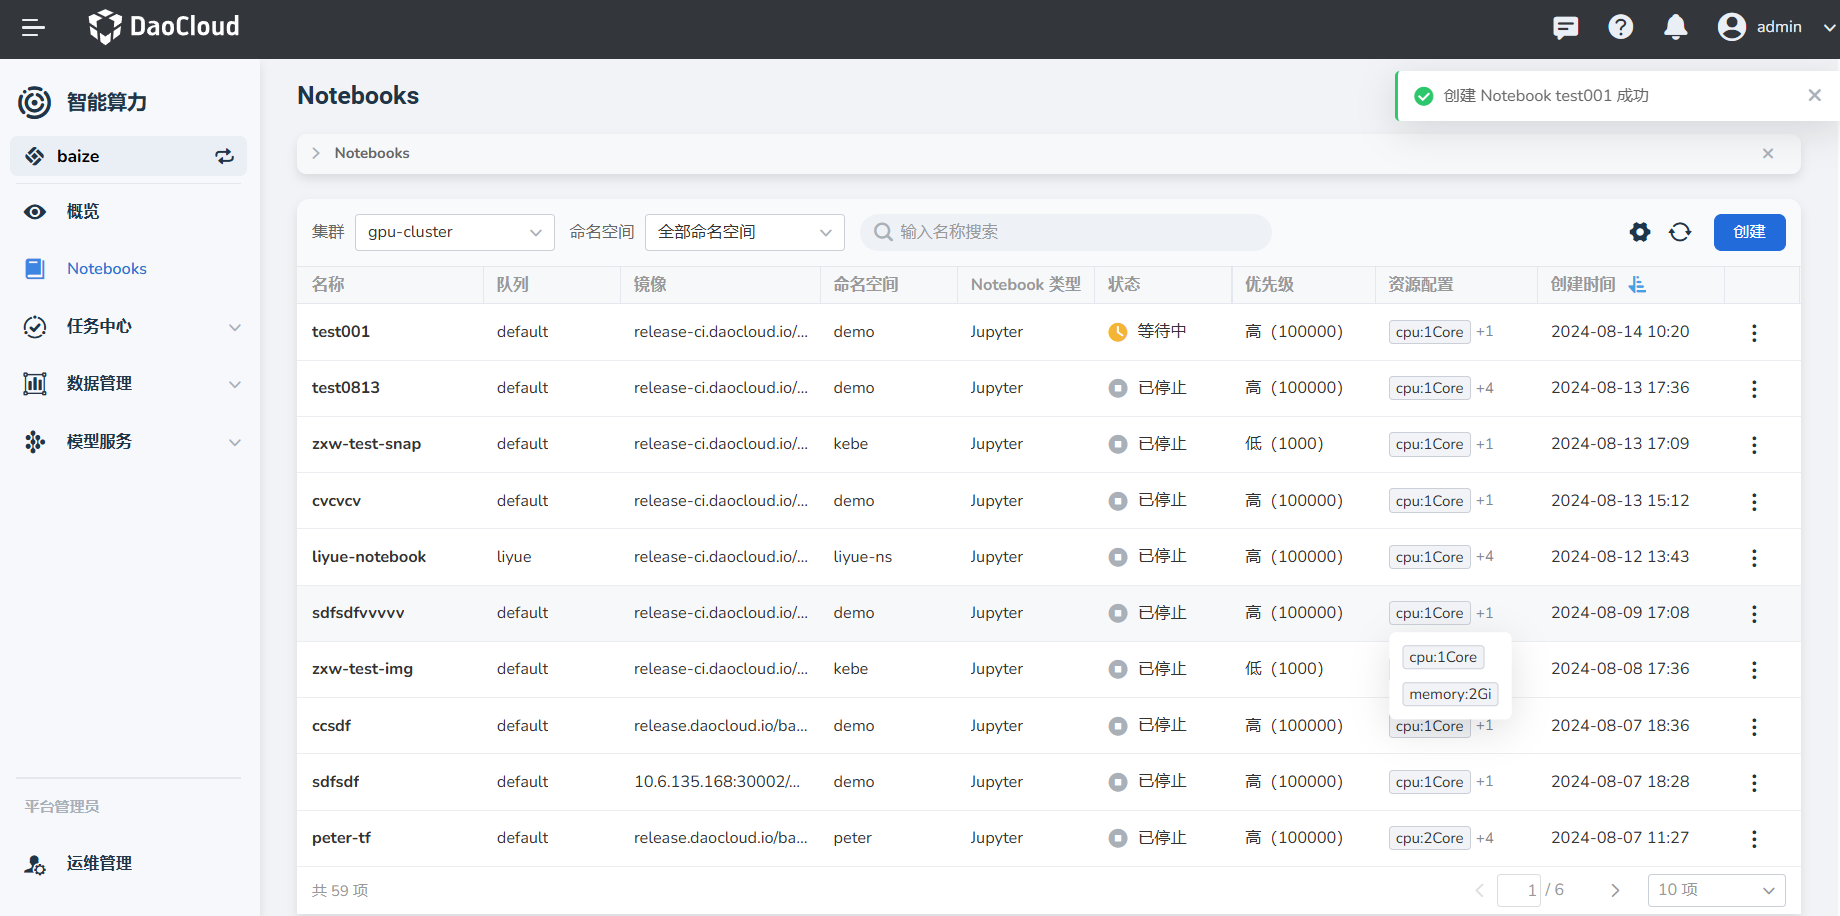 DaoCloud
admin
智能算力
baize
概览
Notebooks
任务中心
数据管理
模型服务
平台管理员
运维管理
Notebooks
创建 Notebook test001 成功
Notebooks
集群 gpu-cluster 命名空间 全部命名空间 输入名称搜索 创建
名称 队列 镜像 命名空间 Notebook 类型 状态 优先级 资源配置 创建时间
test001 default release-ci.daocloud.io/... demo Jupyter 等待中 高（100000） cpu:1Core +1 2024-08-14 10:20
test0813 default release-ci.daocloud.io/... demo Jupyter 已停止 高（100000） cpu:1Core +4 2024-08-13 17:36
zxw-test-snap default release-ci.daocloud.io/... kebe Jupyter 已停止 低（1000） cpu:1Core +1 2024-08-13 17:09
cvcvcv default release-ci.daocloud.io/... demo Jupyter 已停止 高（100000） cpu:1Core +1 2024-08-13 15:12
liyue-notebook liyue release-ci.daocloud.io/... liyue-ns Jupyter 已停止 高（100000） cpu:1Core +4 2024-08-12 13:43
sdfsdfvvvvv default release-ci.daocloud.io/... demo Jupyter 已停止 高（100000） cpu:1Core +1 2024-08-09 17:08
zxw-test-img default release-ci.daocloud.io/... kebe Jupyter 已停止 低（1000） 2024-08-08 17:36
cpu:1Core
memory:2Gi
ccsdf default release.daocloud.io/ba... demo Jupyter 已停止 高（100000） cpu:1Core +1 2024-08-07 18:36
sdfsdf default 10.6.135.168:30002/... demo Jupyter 已停止 高（100000） cpu:1Core +1 2024-08-07 18:28
peter-tf default release.daocloud.io/ba... peter Jupyter 已停止 高（100000） cpu:2Core +4 2024-08-07 11:27
共 59 项 1 / 6 10 项